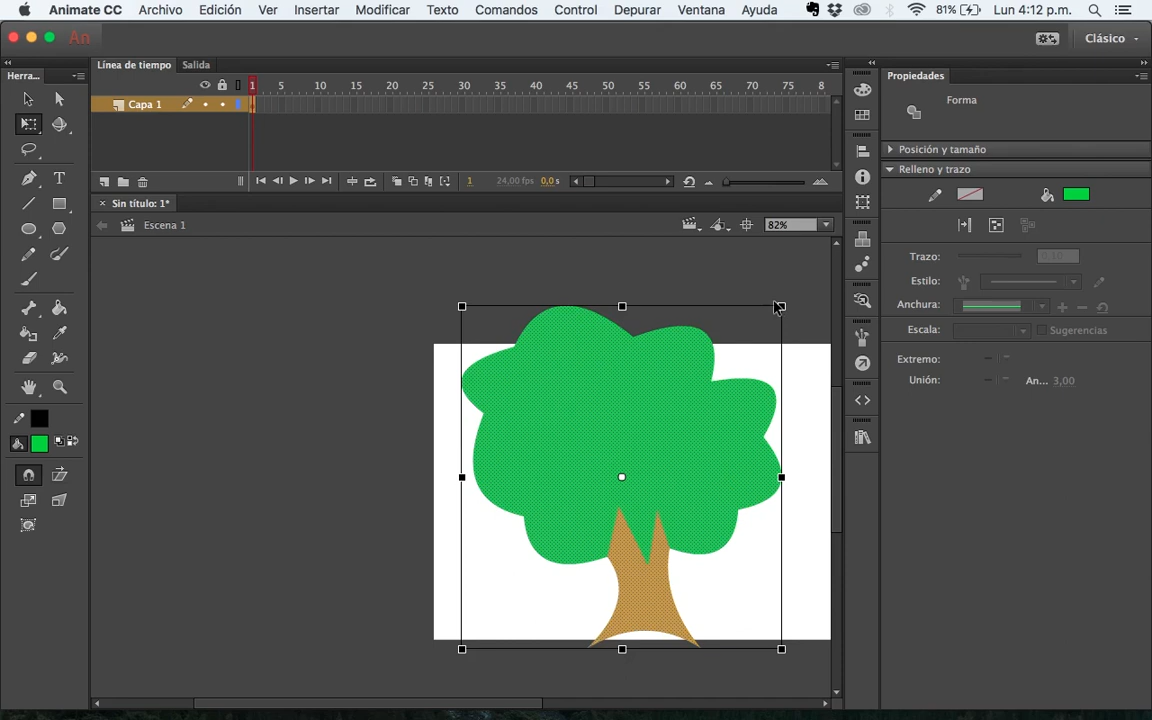 Animate CC Archivo Edición Ver Insertar Modificar Texto Comandos Control Depurar Ventana Ayuda 81% Lun 4:12 p.m.
An Clásico
Herra... Línea de tiempo Salida Propiedades
1 5 10 15 20 25 30 35 40 45 50 55 60 65 70 75 8
Capa 1
Forma
Posición y tamaño
Relleno y trazo
1 24,00 fps 0,0 s
Sin título: 1*
Escena 1 82%
Trazo: 0,10
Estilo:
Anchura:
Escala: Sugerencias
Extremo:
Unión: An... 3,00